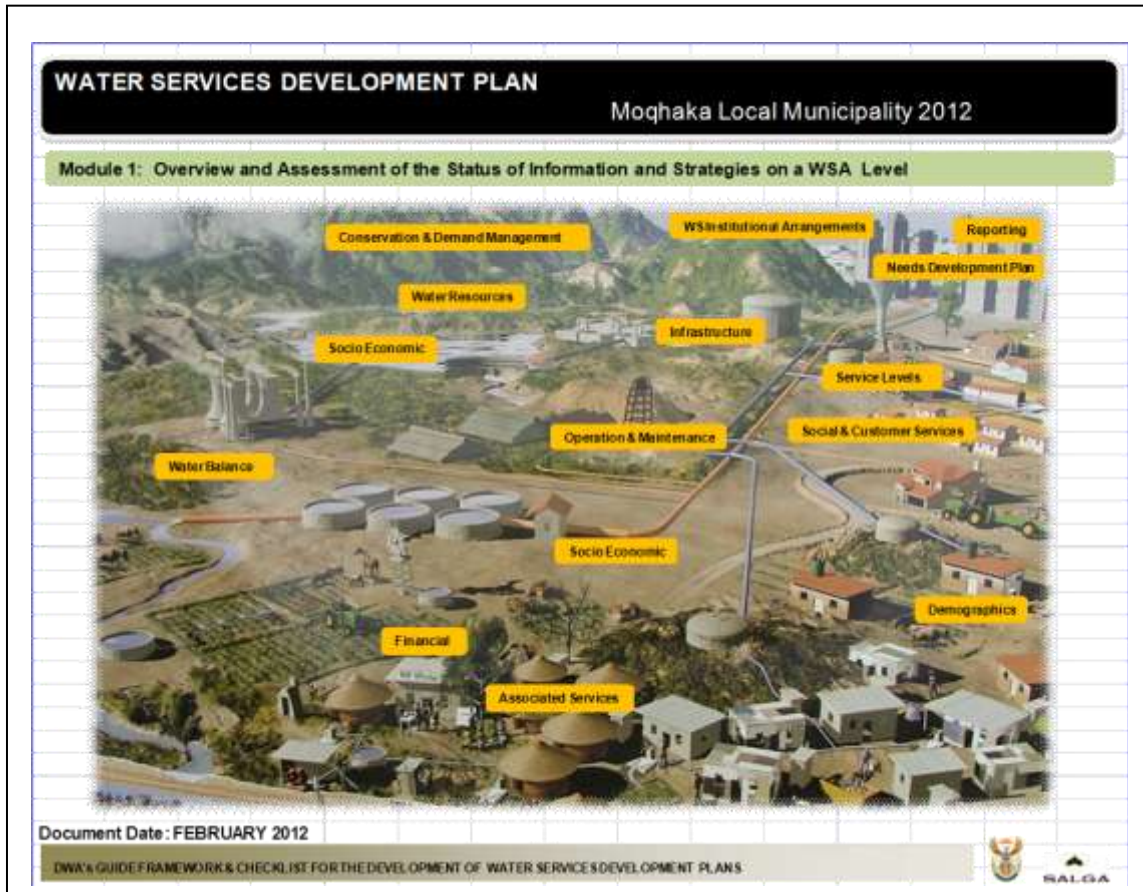 WATER SERVICES DEVELOPMENT PLAN
Moqhaka Local Municipality 2012
Module 1: Overview and Assessment of the Status of Information and Strategies on a WSA Level
Conservation & Demand Management
WS Institutional Arrangements
Reporting
Needs Development Plan
Water Resources
Infrastructure
Socio Economic
Service Levels
Operation & Maintenance
Social & Customer Services
Water Balance
Socio Economic
Demographics
Financial
Associated Services
Document Date: FEBRUARY 2012
DWA's GUIDE FRAMEWORK & CHECKLIST FOR THE DEVELOPMENT OF WATER SERVICES DEVELOPMENT PLANS
SALGA